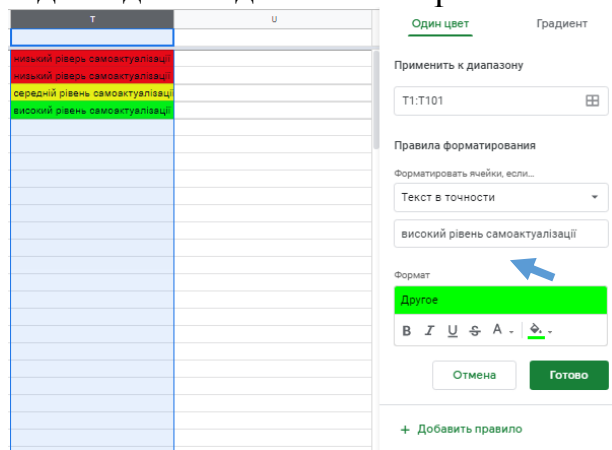 T U
низький рівень самоактуалізації
низький рівень самоактуалізації
середній рівень самоактуалізації
високий рівень самоактуалізації
Один цвет Градиент
Применить к диапазону
T1:T101
Правила форматирования
Форматировать ячейки, если…
Текст в точности
високий рівень самоактуалізації
Формат
Другое
B I U S A
Отмена Готово
+ Добавить правило